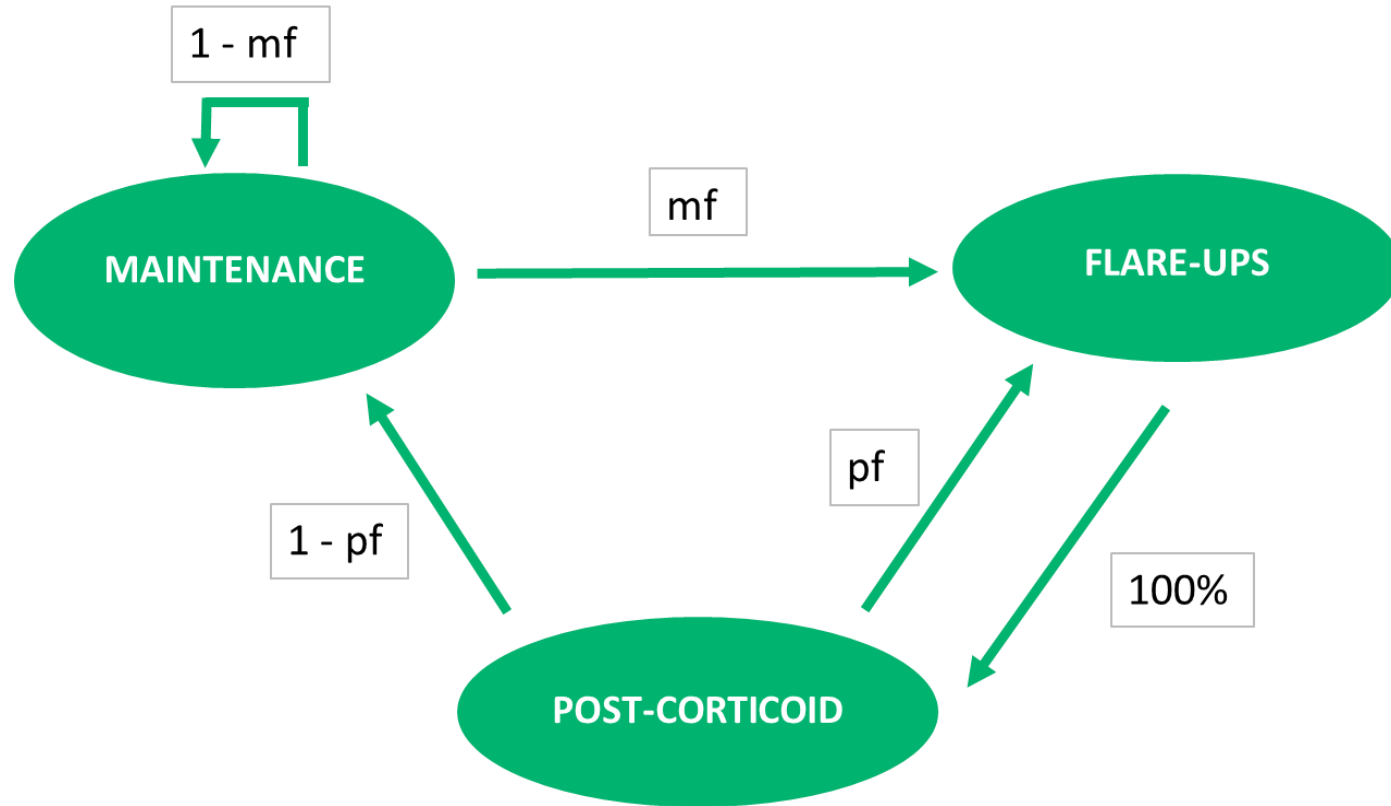 1 - mf
mf
MAINTENANCE
FLARE-UPS
pf
1 - pf
100%
POST-CORTICOID